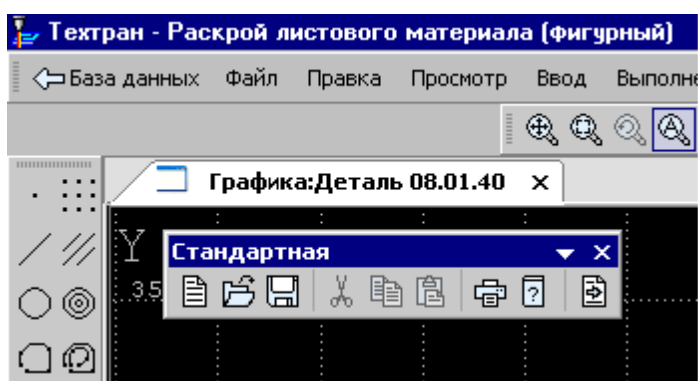 Техтран - Раскрой листового материала (фигурный)
База данных Файл Правка Просмотр Ввод Выполне
Графика:Деталь 08.01.40
Y
Стандартная
35